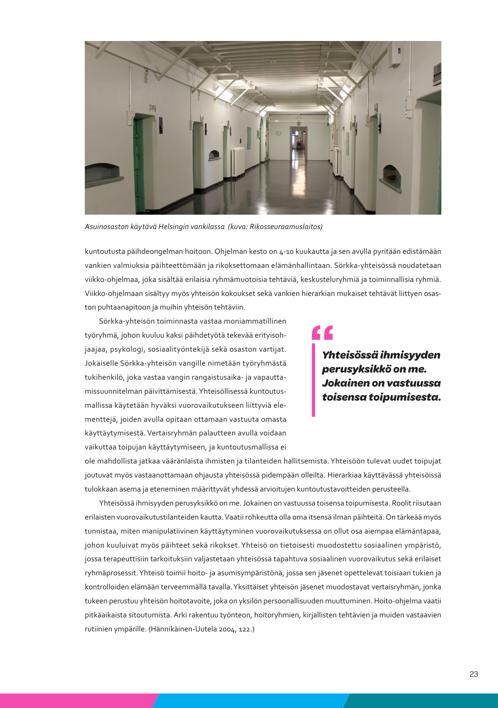 Asuinosaston käytävä Helsingin vankilassa (kuva: Rikosseuraamuslaitos)
kuntoutusta päihdeongelman hoitoon. Ohjelman kesto on 4-10 kuukautta ja sen avulla pyritään edistämään
vankien valmiuksia päihteettömään ja rikoksettomaan elämänhallintaan. Sörkka-yhteisössä noudatetaan
viikko-ohjelmaa, joka sisältää erilaisia ryhmämuotoisia tehtäviä, keskusteluryhmiä ja toiminnallisia ryhmiä.
Viikko-ohjelmaan sisältyy myös yhteisön kokoukset sekä vankien hierarkian mukaiset tehtävät liittyen osas-
ton puhtaanapitoon ja muihin yhteisön tehtäviin.
Sörkka-yhteisön toiminnasta vastaa moniammatillinen
työryhmä, johon kuuluu kaksi päihdetyötä tekevää erityisoh-
jaajaa, psykologi, sosiaalityöntekijä sekä osaston vartijat.
Jokaiselle Sörkka-yhteisön vangille nimetään työryhmästä
tukihenkilö, joka vastaa vangin rangaistusaika- ja vapautta-
missuunnitelman päivittämisestä. Yhteisöllisessä kuntoutus-
mallissa käytetään hyväksi vuorovaikutukseen liittyviä ele-
menttejä, joiden avulla opitaan ottamaan vastuuta omasta
käyttäytymisestä. Vertaisryhmän palautteen avulla voidaan
vaikuttaa toipujan käyttäytymiseen, ja kuntoutusmallissa ei
ole mahdollista jatkaa vääränlaista ihmisten ja tilanteiden hallitsemista. Yhteisöön tulevat uudet toipujat
joutuvat myös vastaanottamaan ohjausta yhteisössä pidempään olleilta. Hierarkiaa käyttävässä yhteisöissä
tulokkaan asema ja eteneminen määrittyvät yhdessä arvioitujen kuntoutustavoitteiden perusteella.
“
Yhteisössä ihmisyyden
perusyksikkö on me.
Jokainen on vastuussa
toisensa toipumisesta.
Yhteisössä ihmisyyden perusyksikkö on me. Jokainen on vastuussa toisensa toipumisesta. Roolit riisutaan
erilaisten vuorovaikutustilanteiden kautta. Vaatii rohkeutta olla oma itsensä ilman päihteitä. On tärkeää myös
tunnistaa, miten manipulatiivinen käyttäytyminen vuorovaikutuksessa on ollut osa aiempaa elämäntapaa,
johon kuuluivat myös päihteet sekä rikokset. Yhteisö on tietoisesti muodostettu sosiaalinen ympäristö,
jossa terapeuttisiin tarkoituksiin valjastetaan yhteisössä tapahtuva sosiaalinen vuorovaikutus sekä erilaiset
ryhmäprosessit. Yhteisö toimii hoito- ja asumisympäristönä, jossa sen jäsenet opettelevat toisiaan tukien ja
kontrolloiden elämään terveemmällä tavalla. Yksittäiset yhteisön jäsenet muodostavat vertaisryhmän, jonka
tukeen perustuu yhteisön hoitotavoite, joka on yksilön persoonallisuuden muuttuminen. Hoito-ohjelma vaatii
pitkäaikaista sitoutumista. Arki rakentuu työnteon, hoitoryhmien, kirjallisten tehtävien ja muiden vastaavien
rutiinien ympärille. (Hännikäinen-Uutela 2004, 122.)
23